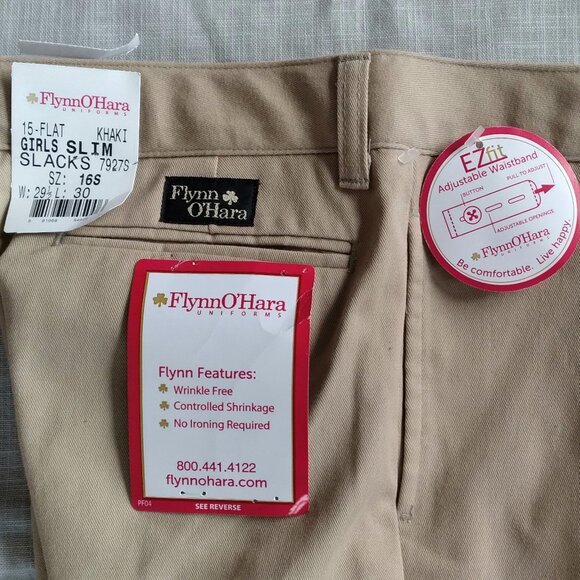 FlynnO'Hara
UNIFORMS
15-FLAT KHAKI
GIRLS SLIM
SLACKS 7927S
SZ: 16S
W: 29½ L: 30
Flynn
O'Hara
FlynnO'Hara
UNIFORMS
Flynn Features:
Wrinkle Free
Controlled Shrinkage
No Ironing Required
800.441.4122
flynnohara.com
PF04
SEE REVERSE
EZfit
Adjustable Waistband
BUTTON
PULL TO ADJUST
ADJUSTABLE OPENINGS
FlynnO'Hara
UNIFORMS
Be comfortable. Live happy.